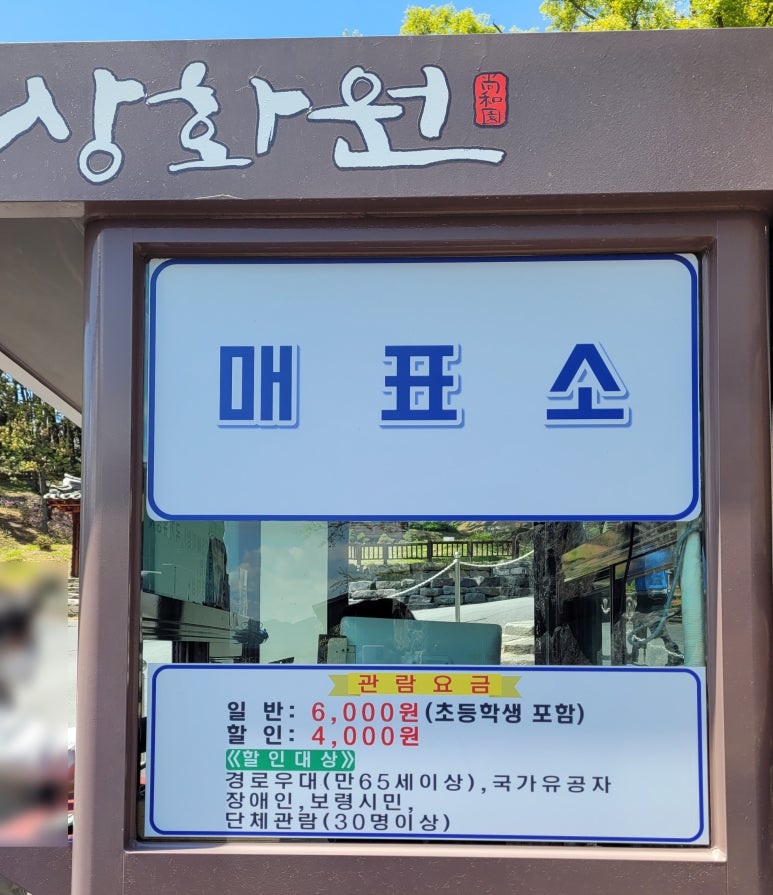 상화원
尙和園
매표소
관람요금
일 반: 6,000원(초등학생 포함)
할 인: 4,000원
《할인대상》
경로우대(만65세이상),국가유공자
장애인,보령시민,
단체관람(30명이상)